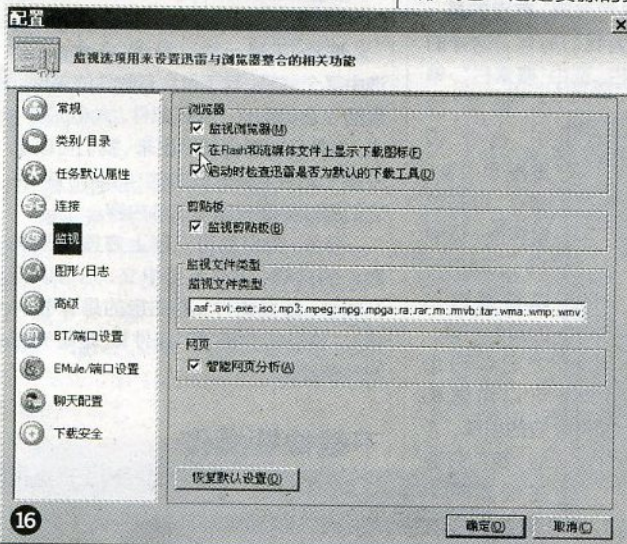 配置
监视选项用来设置迅雷与浏览器整合的相关功能
常规
类别/目录
任务默认属性
连接
监视
图形/日志
高级
BT/端口设置
EMule/端口设置
聊天配置
下载安全
浏览器
监视浏览器(M)
在Flash和流媒体文件上显示下载图标(F)
启动时检查迅雷是否为默认的下载工具(D)
剪贴板
监视剪贴板(B)
监视文件类型
监视文件类型
.asf;.avi;.exe;.iso;.mp3;.mpeg;.mpg;.mpga;.ra;.rar;.rm;.rmvb;.tar;.wma;.wmp;.wmv;
网页
智能网页分析(A)
恢复默认设置(O)
确定(O)
取消(C)
16